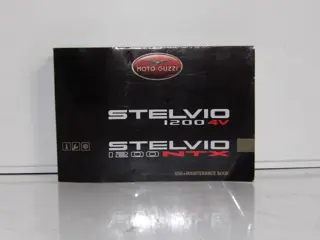 MOTO GUZZI
STELVIO
1200 4V
STELVIO
1200 NTX
USE+MAINTENANCE BOOK